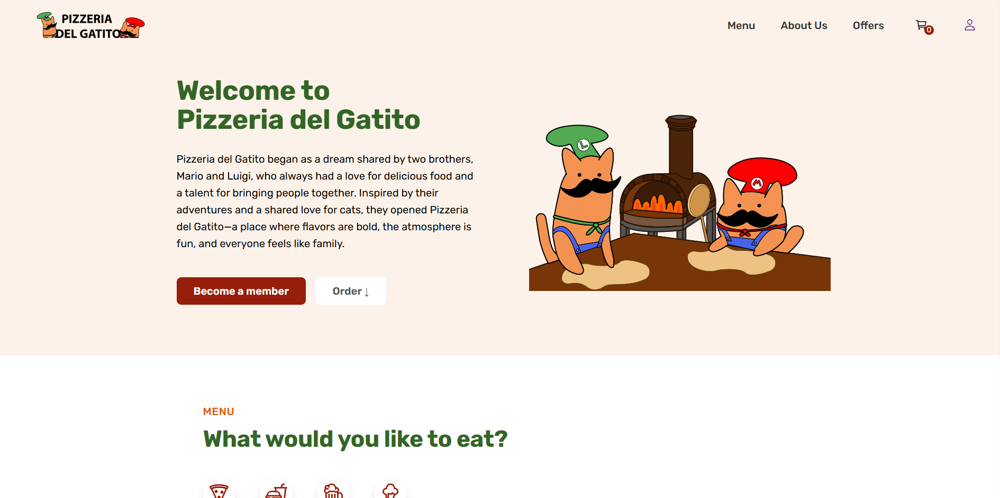 PIZZERIA
DEL GATITO
Menu
About Us
Offers
0
Welcome to
Pizzeria del Gatito
Pizzeria del Gatito began as a dream shared by two brothers,
Mario and Luigi, who always had a love for delicious food and
a talent for bringing people together. Inspired by their
adventures and a shared love for cats, they opened Pizzeria
del Gatito—a place where flavors are bold, the atmosphere is
fun, and everyone feels like family.
Become a member
Order ↓
L
M
MENU
What would you like to eat?